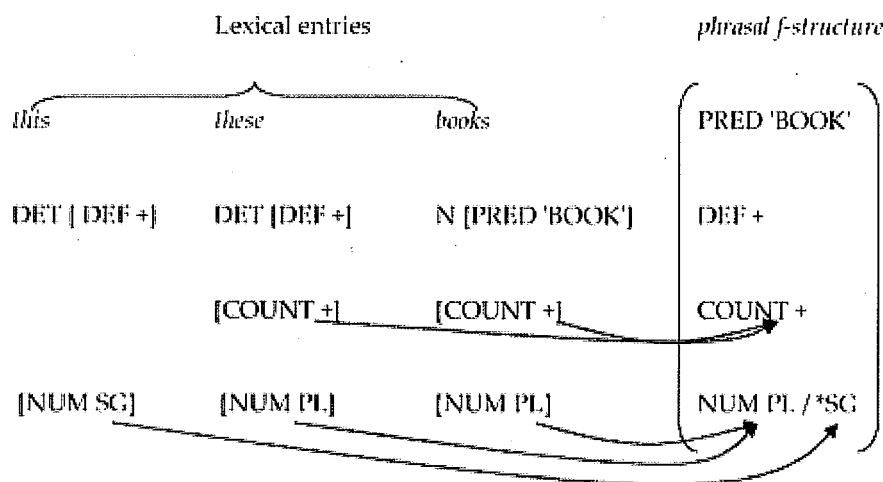 Lexical entries phrasal f-structure
this these books PRED 'BOOK'
DET [ DEF +] DET [DEF +] N [PRED 'BOOK'] DEF +
[COUNT +] [COUNT +] COUNT +
[NUM SG] [NUM PL] [NUM PL] NUM PL / *SG